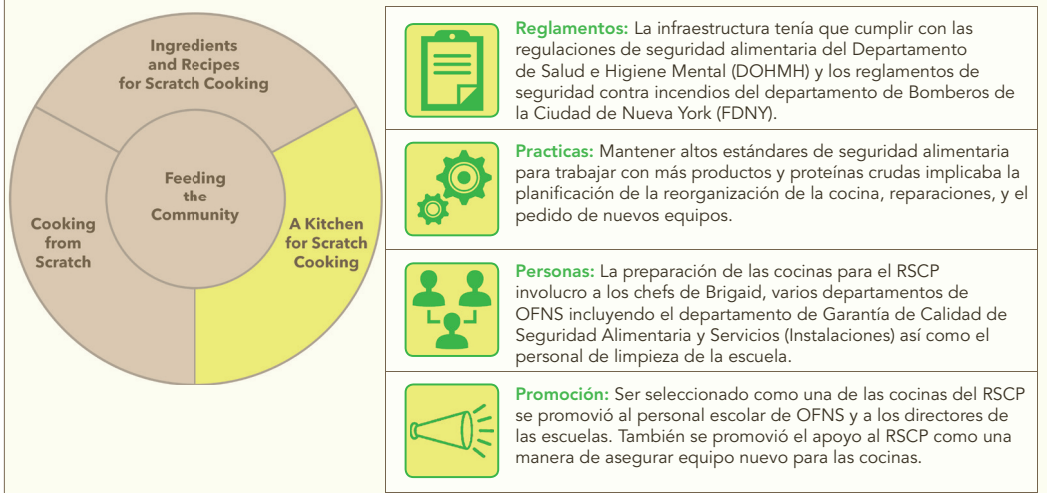 Ingredients
and Recipes
for Scratch Cooking
Feeding
the
Community
Cooking
from
Scratch
A Kitchen
for Scratch
Cooking
Reglamentos: La infraestructura tenía que cumplir con las
regulaciones de seguridad alimentaria del Departamento
de Salud e Higiene Mental (DOHMH) y los reglamentos de
seguridad contra incendios del departamento de Bomberos de
la Ciudad de Nueva York (FDNY).
Practicas: Mantener altos estándares de seguridad alimentaria
para trabajar con más productos y proteínas crudas implicaba la
planificación de la reorganización de la cocina, reparaciones, y el
pedido de nuevos equipos.
Personas: La preparación de las cocinas para el RSCP
involucro a los chefs de Brigaid, varios departamentos de
OFNS incluyendo el departamento de Garantía de Calidad de
Seguridad Alimentaria y Servicios (Instalaciones) así como el
personal de limpieza de la escuela.
Promoción: Ser seleccionado como una de las cocinas del RSCP
se promovió al personal escolar de OFNS y a los directores de
las escuelas. También se promovió el apoyo al RSCP como una
manera de asegurar equipo nuevo para las cocinas.